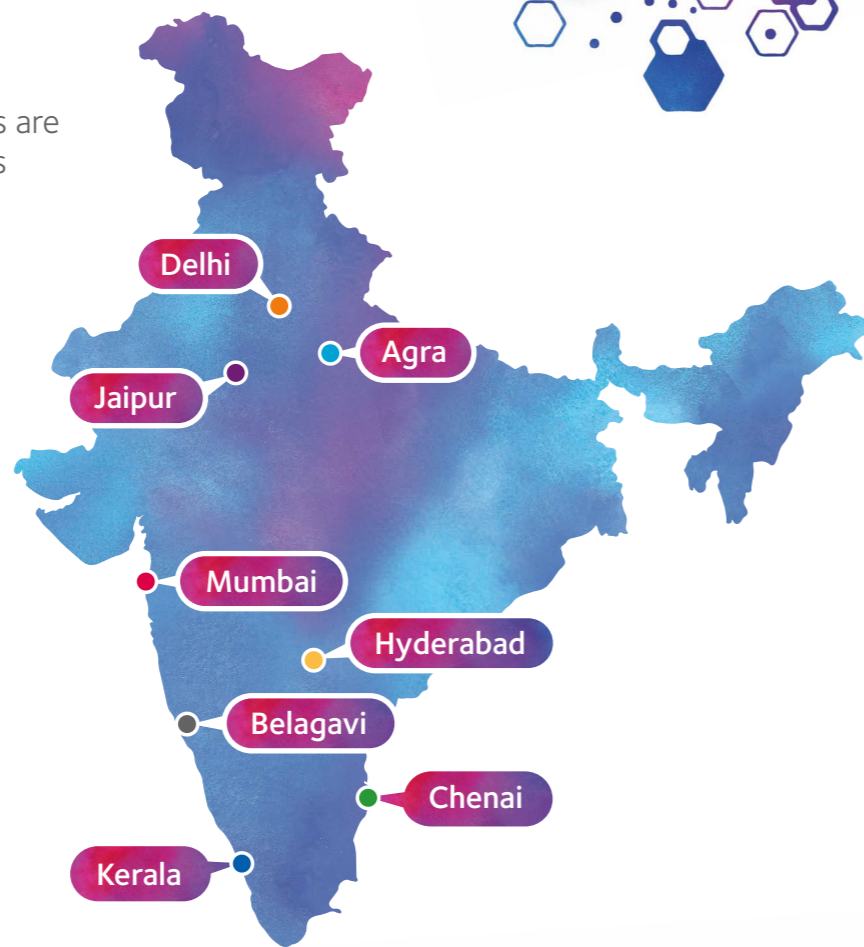 s are
s
Delhi
Agra
Jaipur
Mumbai
Hyderabad
Belagavi
Chenai
Kerala